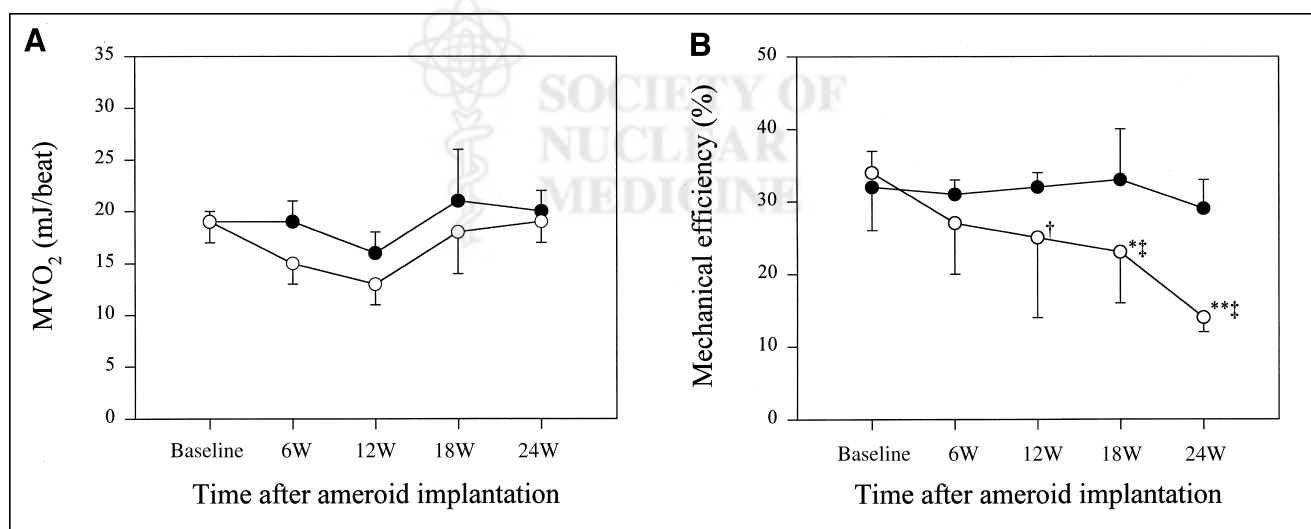 A
35
30
25
20
15
10
5
0
MVO₂ (mJ/beat)
Baseline 6W 12W 18W 24W
Time after ameroid implantation
B
50
40
30
20
10
0
Mechanical efficiency (%)
†
*‡
**‡
Baseline 6W 12W 18W 24W
Time after ameroid implantation
SOCIETY OF
NUCLEAR
MEDICINE